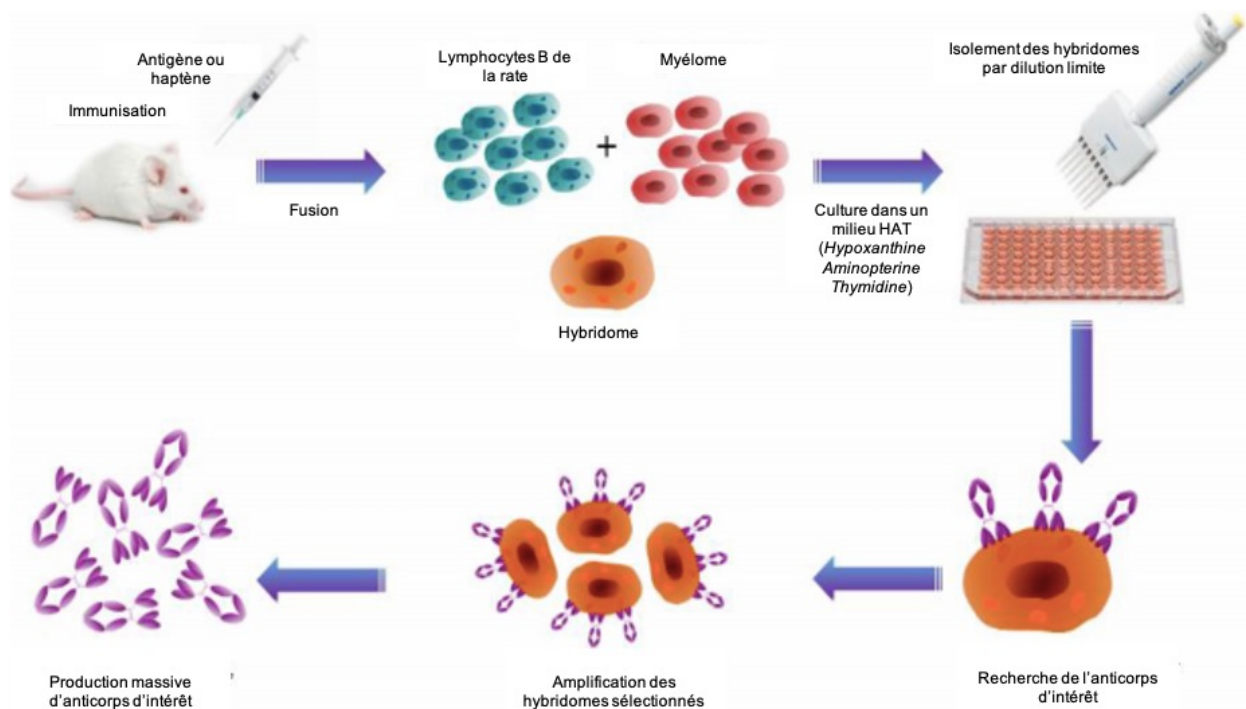 Antigène ou
haptène
Immunisation
Fusion
Lymphocytes B de
la rate
Myélome
+
Hybridome
Culture dans un
milieu HAT
(Hypoxanthine
Aminopterine
Thymidine)
Isolement des hybridomes
par dilution limite
Production massive
d'anticorps d'intérêt
Amplification des
hybridomes sélectionnés
Recherche de l'anticorps
d'intérêt